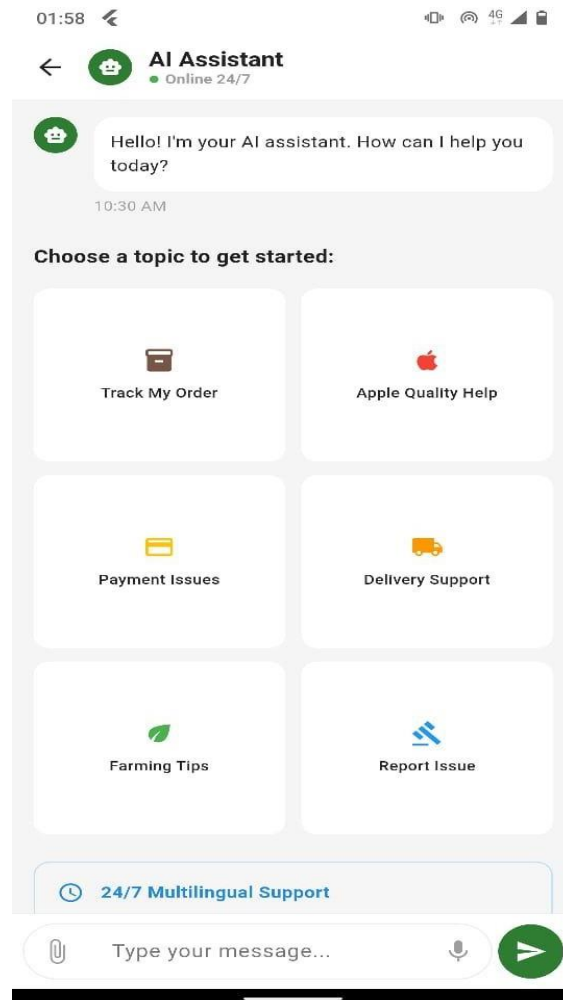 01:58
4G
AI Assistant
Online 24/7
Hello! I'm your AI assistant. How can I help you
today?
10:30 AM
Choose a topic to get started:
Track My Order
Apple Quality Help
Payment Issues
Delivery Support
Farming Tips
Report Issue
24/7 Multilingual Support
Type your message...